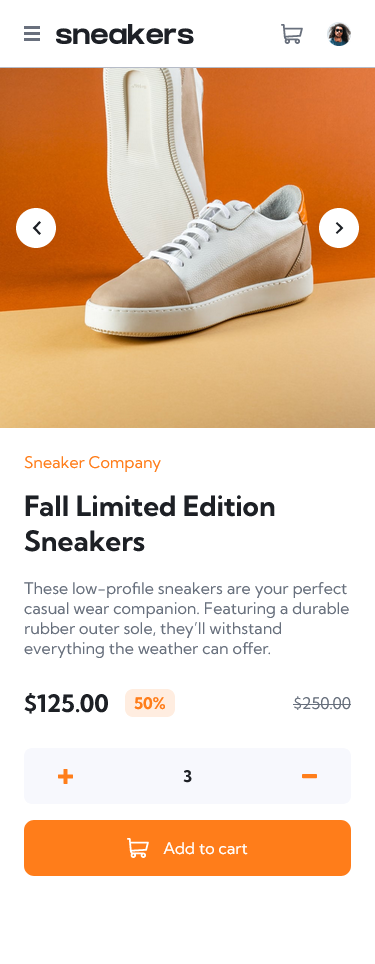 sneakers
Sneaker Company
Fall Limited Edition
Sneakers
These low-profile sneakers are your perfect
casual wear companion. Featuring a durable
rubber outer sole, they’ll withstand
everything the weather can offer.
$125.00 50% $250.00
3
Add to cart